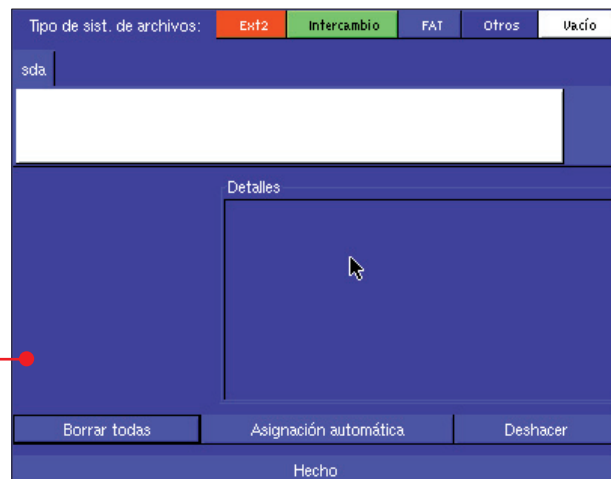 Tipo de sist. de archivos: Ext2 Intercambio FAT Otros Vacío
sda
Detalles
Borrar todas Asignación automática Deshacer
Hecho